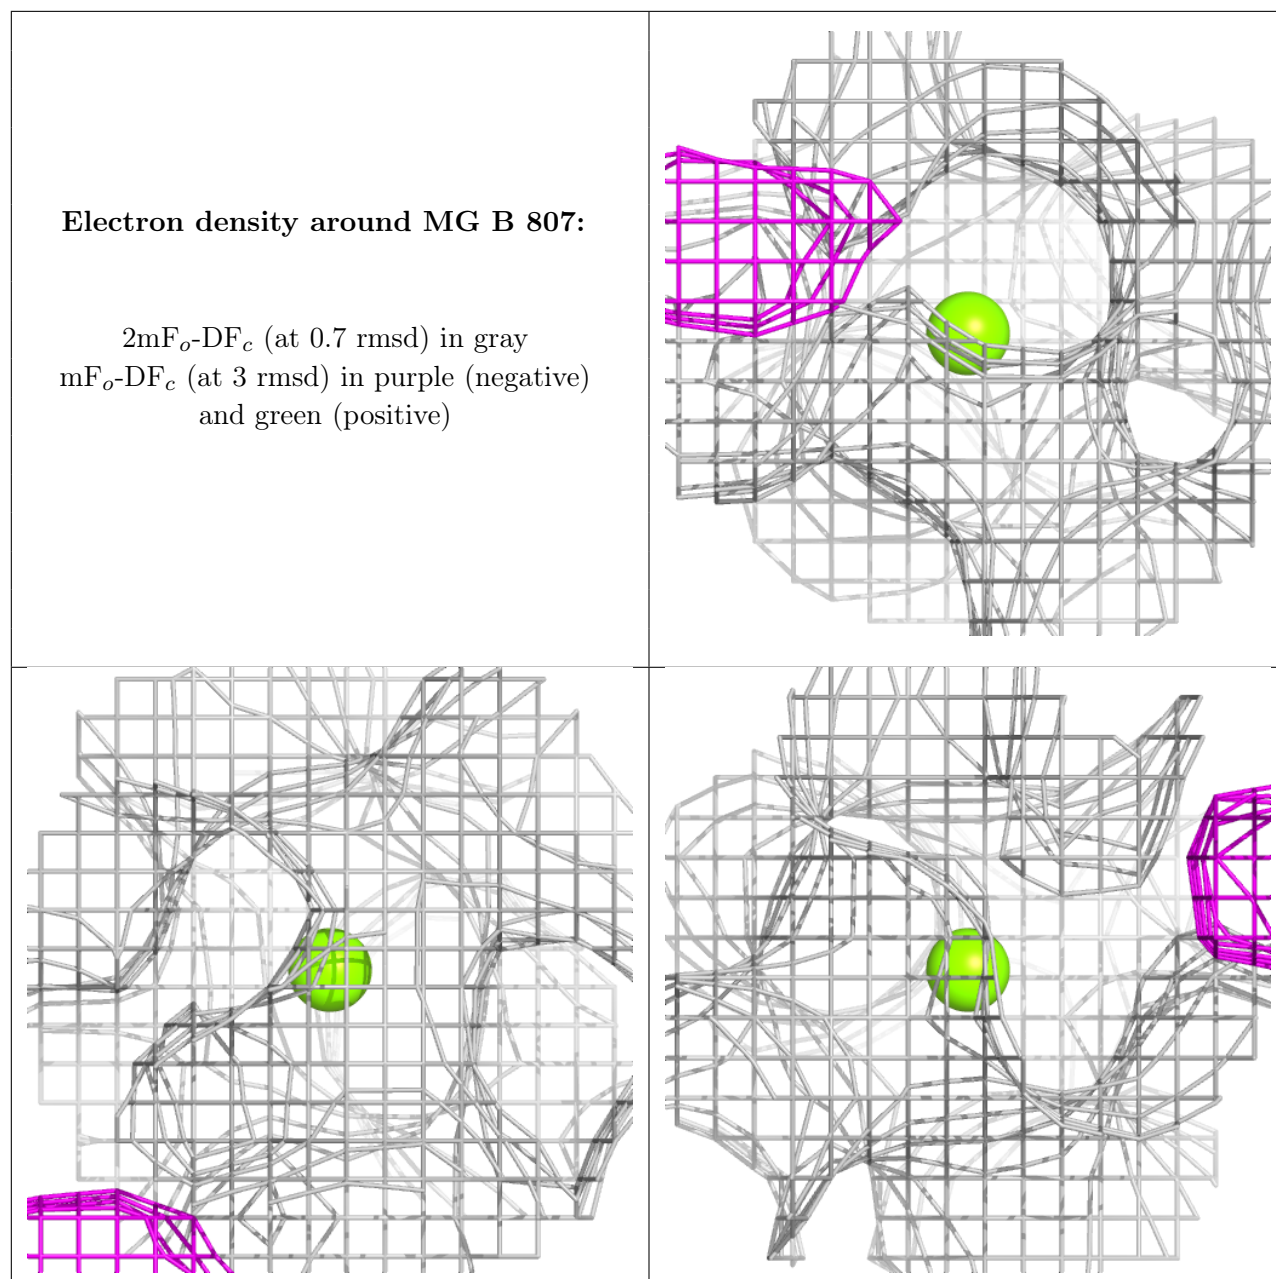 Electron density around MG B 807:
2mFo-DFc (at 0.7 rmsd) in gray
mFo-DFc (at 3 rmsd) in purple (negative)
and green (positive)